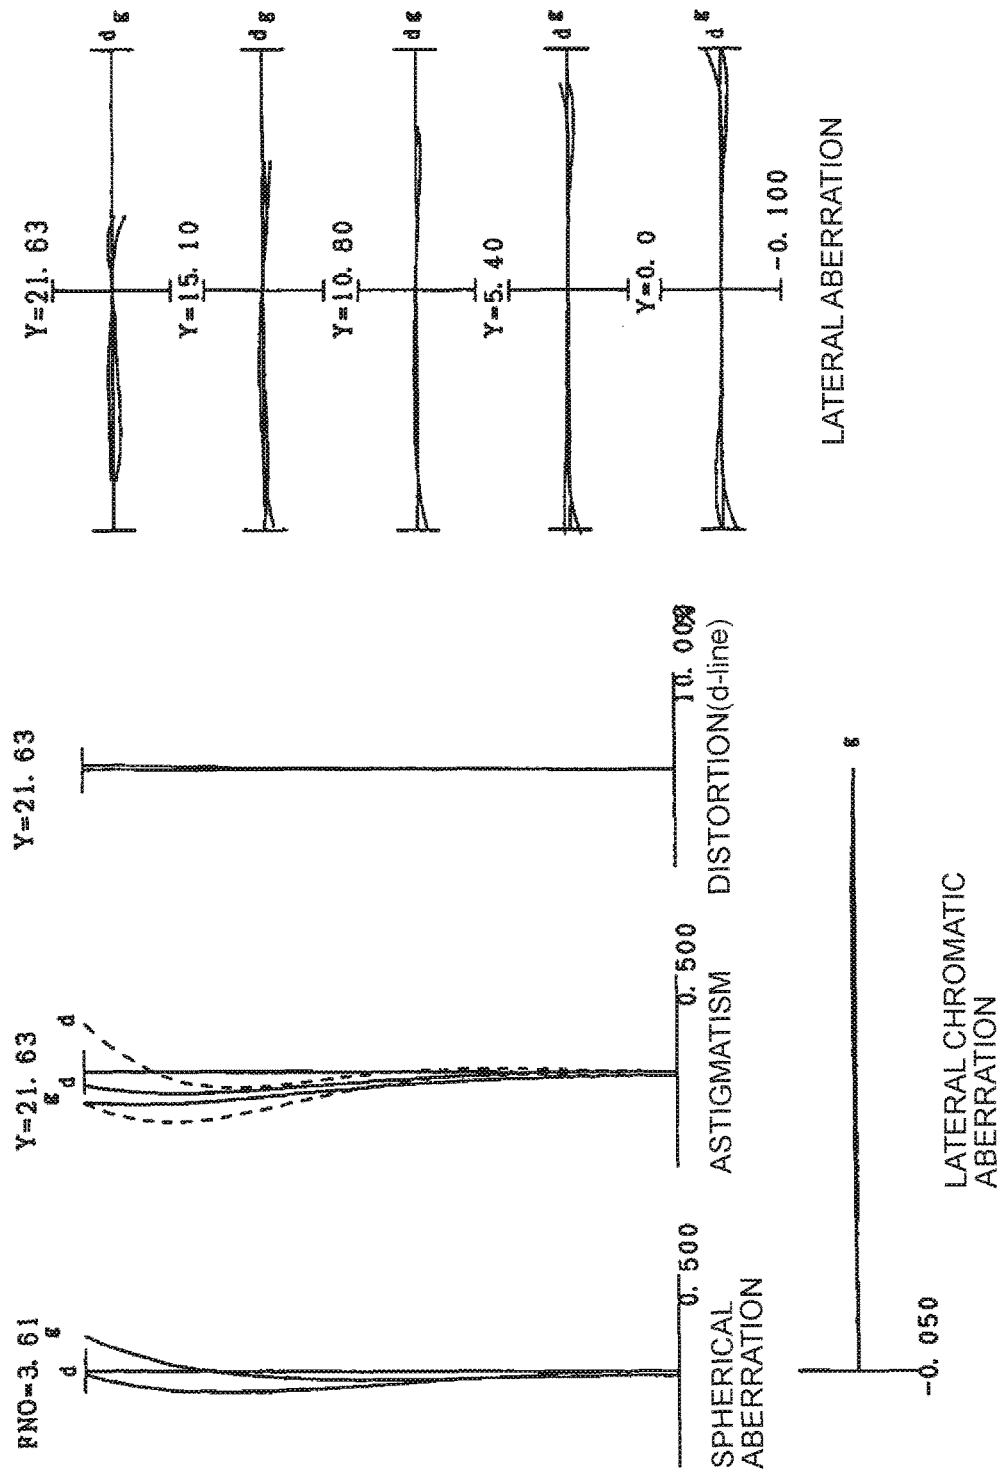 FNO=3. 61
d
g
0. 500
SPHERICAL
ABERRATION
Y=21. 63
g
d
d
0. 500
ASTIGMATISM
Y=21. 63
10. 00%
DISTORTION(d-line)
-0. 050
g
LATERAL CHROMATIC
ABERRATION
Y=21. 63
d
g
Y=15. 10
d
g
Y=10. 80
d
g
Y=5. 40
d
g
Y=0. 0
g
d
-0. 100
LATERAL ABERRATION